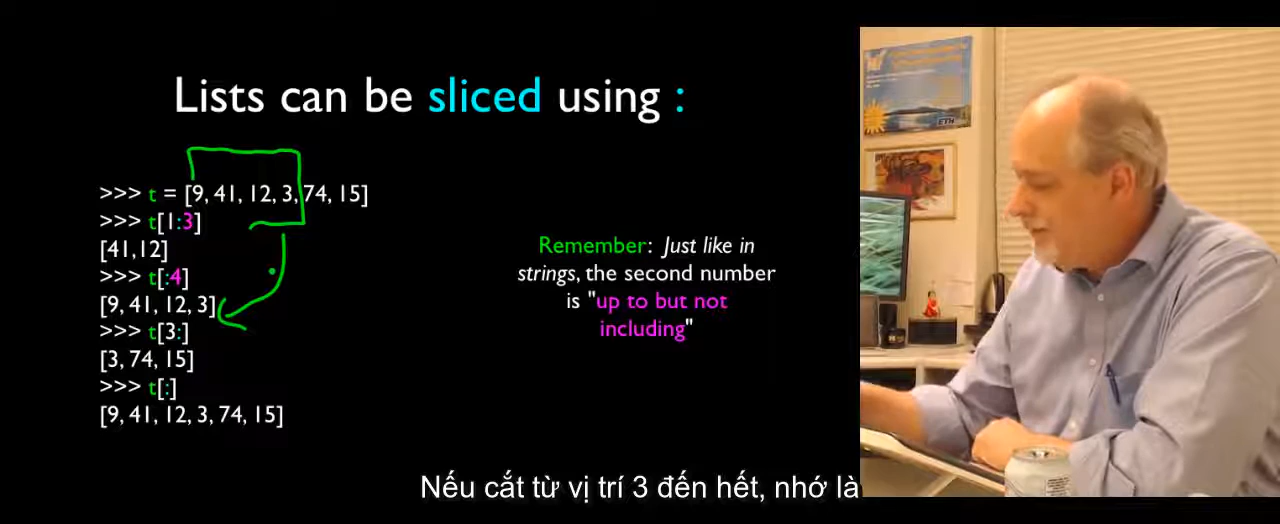 Lists can be sliced using :
>>> t = [9, 41, 12, 3, 74, 15]
>>> t[1:3]
[41,12]
>>> t[:4]
[9, 41, 12, 3]
>>> t[3:]
[3, 74, 15]
>>> t[:]
[9, 41, 12, 3, 74, 15]
Remember: Just like in
strings, the second number
is "up to but not
including"
ETH
Nếu cắt từ vị trí 3 đến hết, nhớ là